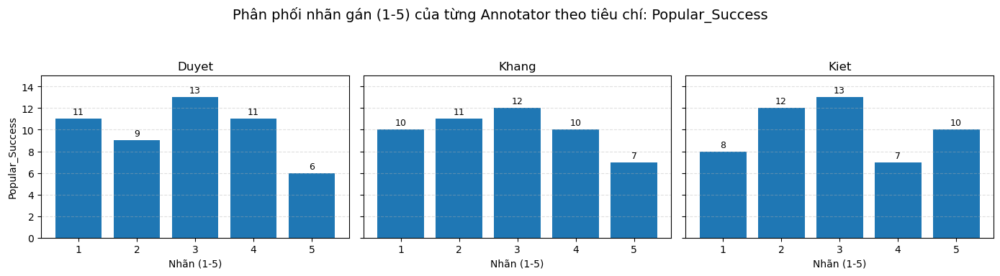 Phân phối nhãn gán (1-5) của từng Annotator theo tiêu chí: Popular_Success
Duyet
Khang
Kiet
Popular_Success
14
12
10
8
6
4
2
0
11
9
13
11
6
10
11
12
10
7
8
12
13
7
10
1 2 3 4 5
1 2 3 4 5
1 2 3 4 5
Nhãn (1-5)
Nhãn (1-5)
Nhãn (1-5)